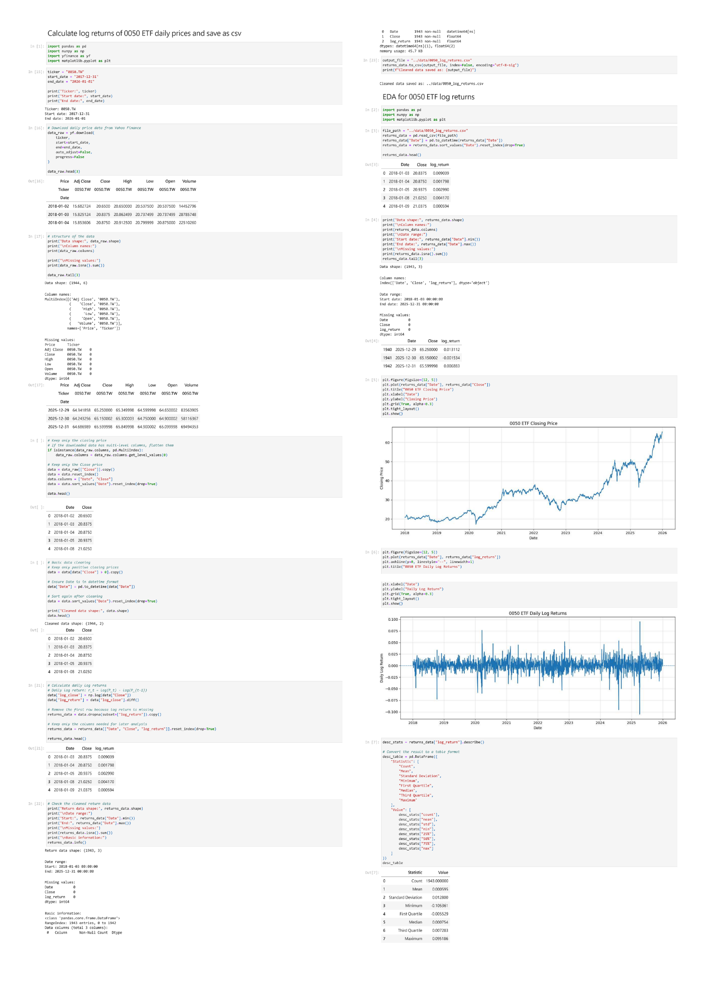 Calculate log returns of 0050 ETF daily prices and save as csv
In [1]:
import pandas as pd
import numpy as np
import yfinance as yf
import matplotlib.pyplot as plt
In [15]:
ticker = "0050.TW"
start_date = "2017-12-31"
end_date = "2026-01-01"
print("Ticker:", ticker)
print("Start date:", start_date)
print("End date:", end_date)
Ticker: 0050.TW
Start date: 2017-12-31
End date: 2026-01-01
In [16]:
# Download daily price data from Yahoo Finance
data_raw = yf.download(
    ticker,
    start=start_date,
    end=end_date,
    auto_adjust=False,
    progress=False
)
data_raw.head(3)
Out[16]:
Price Adj Close Close High Low Open Volume
Ticker 0050.TW 0050.TW 0050.TW 0050.TW 0050.TW 0050.TW
Date
2018-01-02 15.682724 20.6500 20.650000 20.537500 20.537500 14452796
2018-01-03 15.825124 20.8375 20.862499 20.737499 20.737499 28785748
2018-01-04 15.853606 20.8750 20.912500 20.799999 20.875000 22510260
In [17]:
# structure of the data
print("Data shape:", data_raw.shape)
print("\nColumn names:")
print(data_raw.columns)
print("\nMissing values:")
print(data_raw.isna().sum())
data_raw.tail(3)
Data shape: (1944, 6)
Column names:
MultiIndex([('Adj Close', '0050.TW'),
            (    'Close', '0050.TW'),
            (     'High', '0050.TW'),
            (      'Low', '0050.TW'),
            (     'Open', '0050.TW'),
            (   'Volume', '0050.TW')],
           names=['Price', 'Ticker'])
Missing values:
Price Ticker
Adj Close 0050.TW 0
Close 0050.TW 0
High 0050.TW 0
Low 0050.TW 0
Open 0050.TW 0
Volume 0050.TW 0
dtype: int64
Out[17]:
Price Adj Close Close High Low Open Volume
Ticker 0050.TW 0050.TW 0050.TW 0050.TW 0050.TW 0050.TW
Date
2025-12-29 64.341858 65.250000 65.349998 64.599998 64.650002 83563905
2025-12-30 64.243256 65.150002 65.300003 64.750000 64.900002 58116367
2025-12-31 64.686989 65.599998 65.849998 64.900002 65.099998 69494353
In [ ]:
# Keep only the closing price
# If the downloaded data has multi-level columns, flatten them
if isinstance(data_raw.columns, pd.MultiIndex):
    data_raw.columns = data_raw.columns.get_level_values(0)
# Keep only the Close price
data = data_raw[["Close"]].copy()
data = data.reset_index()
data.columns = ["Date", "Close"]
data = data.sort_values("Date").reset_index(drop=True)
data.head()
Out[ ]:
Date Close
0 2018-01-02 20.6500
1 2018-01-03 20.8375
2 2018-01-04 20.8750
3 2018-01-05 20.9375
4 2018-01-08 21.0250
In [ ]:
# Basic data cleaning
# Keep only positive closing prices
data = data[data["Close"] > 0].copy()
# Ensure Date is in datetime format
data["Date"] = pd.to_datetime(data["Date"])
# Sort again after cleaning
data = data.sort_values("Date").reset_index(drop=True)
print("Cleaned data shape:", data.shape)
data.head()
Cleaned data shape: (1944, 2)
Out[ ]:
Date Close
0 2018-01-02 20.6500
1 2018-01-03 20.8375
2 2018-01-04 20.8750
3 2018-01-05 20.9375
4 2018-01-08 21.0250
In [21]:
# Calculate daily log returns
# Daily log return: r_t = log(P_t) - log(P_{t-1})
data["log_close"] = np.log(data["Close"])
data["log_return"] = data["log_close"].diff()
# Remove the first row because log return is missing
returns_data = data.dropna(subset=["log_return"]).copy()
# Keep only the columns needed for later analysis
returns_data = returns_data[["Date", "Close", "log_return"]].reset_index(drop=True)
returns_data.head()
Out[21]:
Date Close log_return
0 2018-01-03 20.8375 0.009039
1 2018-01-04 20.8750 0.001798
2 2018-01-05 20.9375 0.002990
3 2018-01-08 21.0250 0.004170
4 2018-01-09 21.0375 0.000594
In [22]:
# Check the cleaned return data
print("Return data shape:", returns_data.shape)
print("\nDate range:")
print("Start:", returns_data["Date"].min())
print("End:", returns_data["Date"].max())
print("\nMissing values:")
print(returns_data.isna().sum())
print("\nBasic information:")
returns_data.info()
Return data shape: (1943, 3)
Date range:
Start: 2018-01-03 00:00:00
End: 2025-12-31 00:00:00
Missing values:
Date 0
Close 0
log_return 0
dtype: int64
Basic information:
<class 'pandas.core.frame.DataFrame'>
RangeIndex: 1943 entries, 0 to 1942
Data columns (total 3 columns):
# Column Non-Null Count Dtype
0 Date 1943 non-null datetime64[ns]
1 Close 1943 non-null float64
2 log_return 1943 non-null float64
dtypes: datetime64[ns](1), float64(2)
memory usage: 45.7 KB
In [23]:
output_file = "../data/0050_log_returns.csv"
returns_data.to_csv(output_file, index=False, encoding="utf-8-sig")
print(f"Cleaned data saved as: {output_file}")
Cleaned data saved as: ../data/0050_log_returns.csv
EDA for 0050 ETF log returns
In [2]:
import pandas as pd
import numpy as np
import matplotlib.pyplot as plt
In [3]:
file_path = "../data/0050_log_returns.csv"
returns_data = pd.read_csv(file_path)
returns_data["Date"] = pd.to_datetime(returns_data["Date"])
returns_data = returns_data.sort_values("Date").reset_index(drop=True)
returns_data.head()
Out[3]:
Date Close log_return
0 2018-01-03 20.8375 0.009039
1 2018-01-04 20.8750 0.001798
2 2018-01-05 20.9375 0.002990
3 2018-01-08 21.0250 0.004170
4 2018-01-09 21.0375 0.000594
In [4]:
print("Data shape:", returns_data.shape)
print("\nColumn names:")
print(returns_data.columns)
print("\nDate range:")
print("Start date:", returns_data["Date"].min())
print("End date:", returns_data["Date"].max())
print("\nMissing values:")
print(returns_data.isna().sum())
returns_data.tail(3)
Data shape: (1943, 3)
Column names:
Index(['Date', 'Close', 'log_return'], dtype='object')
Date range:
Start date: 2018-01-03 00:00:00
End date: 2025-12-31 00:00:00
Missing values:
Date 0
Close 0
log_return 0
dtype: int64
Out[4]:
Date Close log_return
1940 2025-12-29 65.250000 0.013112
1941 2025-12-30 65.150002 -0.001534
1942 2025-12-31 65.599998 0.006883
In [5]:
plt.figure(figsize=(12, 5))
plt.plot(returns_data["Date"], returns_data["Close"])
plt.title("0050 ETF Closing Price")
plt.xlabel("Date")
plt.ylabel("Closing Price")
plt.grid(True, alpha=0.3)
plt.tight_layout()
plt.show()
0050 ETF Closing Price
Closing Price
60
50
40
30
20
2018 2019 2020 2021 2022 2023 2024 2025 2026
Date
In [6]:
plt.figure(figsize=(12, 5))
plt.plot(returns_data["Date"], returns_data["log_return"])
plt.axhline(y=0, linestyle="--", linewidth=1)
plt.title("0050 ETF Daily Log Returns")
plt.xlabel("Date")
plt.ylabel("Daily Log Return")
plt.grid(True, alpha=0.3)
plt.tight_layout()
plt.show()
0050 ETF Daily Log Returns
Daily Log Return
0.100
0.075
0.050
0.025
0.000
−0.025
−0.050
−0.075
−0.100
2018 2019 2020 2021 2022 2023 2024 2025 2026
Date
In [7]:
desc_stats = returns_data["log_return"].describe()
# Convert the result to a table format
desc_table = pd.DataFrame({
    "Statistic": [
        "Count",
        "Mean",
        "Standard Deviation",
        "Minimum",
        "First Quartile",
        "Median",
        "Third Quartile",
        "Maximum"
    ],
    "Value": [
        desc_stats["count"],
        desc_stats["mean"],
        desc_stats["std"],
        desc_stats["min"],
        desc_stats["25%"],
        desc_stats["50%"],
        desc_stats["75%"],
        desc_stats["max"]
    ]
})
desc_table
Out[7]:
Statistic Value
0 Count 1943.000000
1 Mean 0.000595
2 Standard Deviation 0.012800
3 Minimum -0.105361
4 First Quartile -0.005529
5 Median 0.000754
6 Third Quartile 0.007283
7 Maximum 0.095186